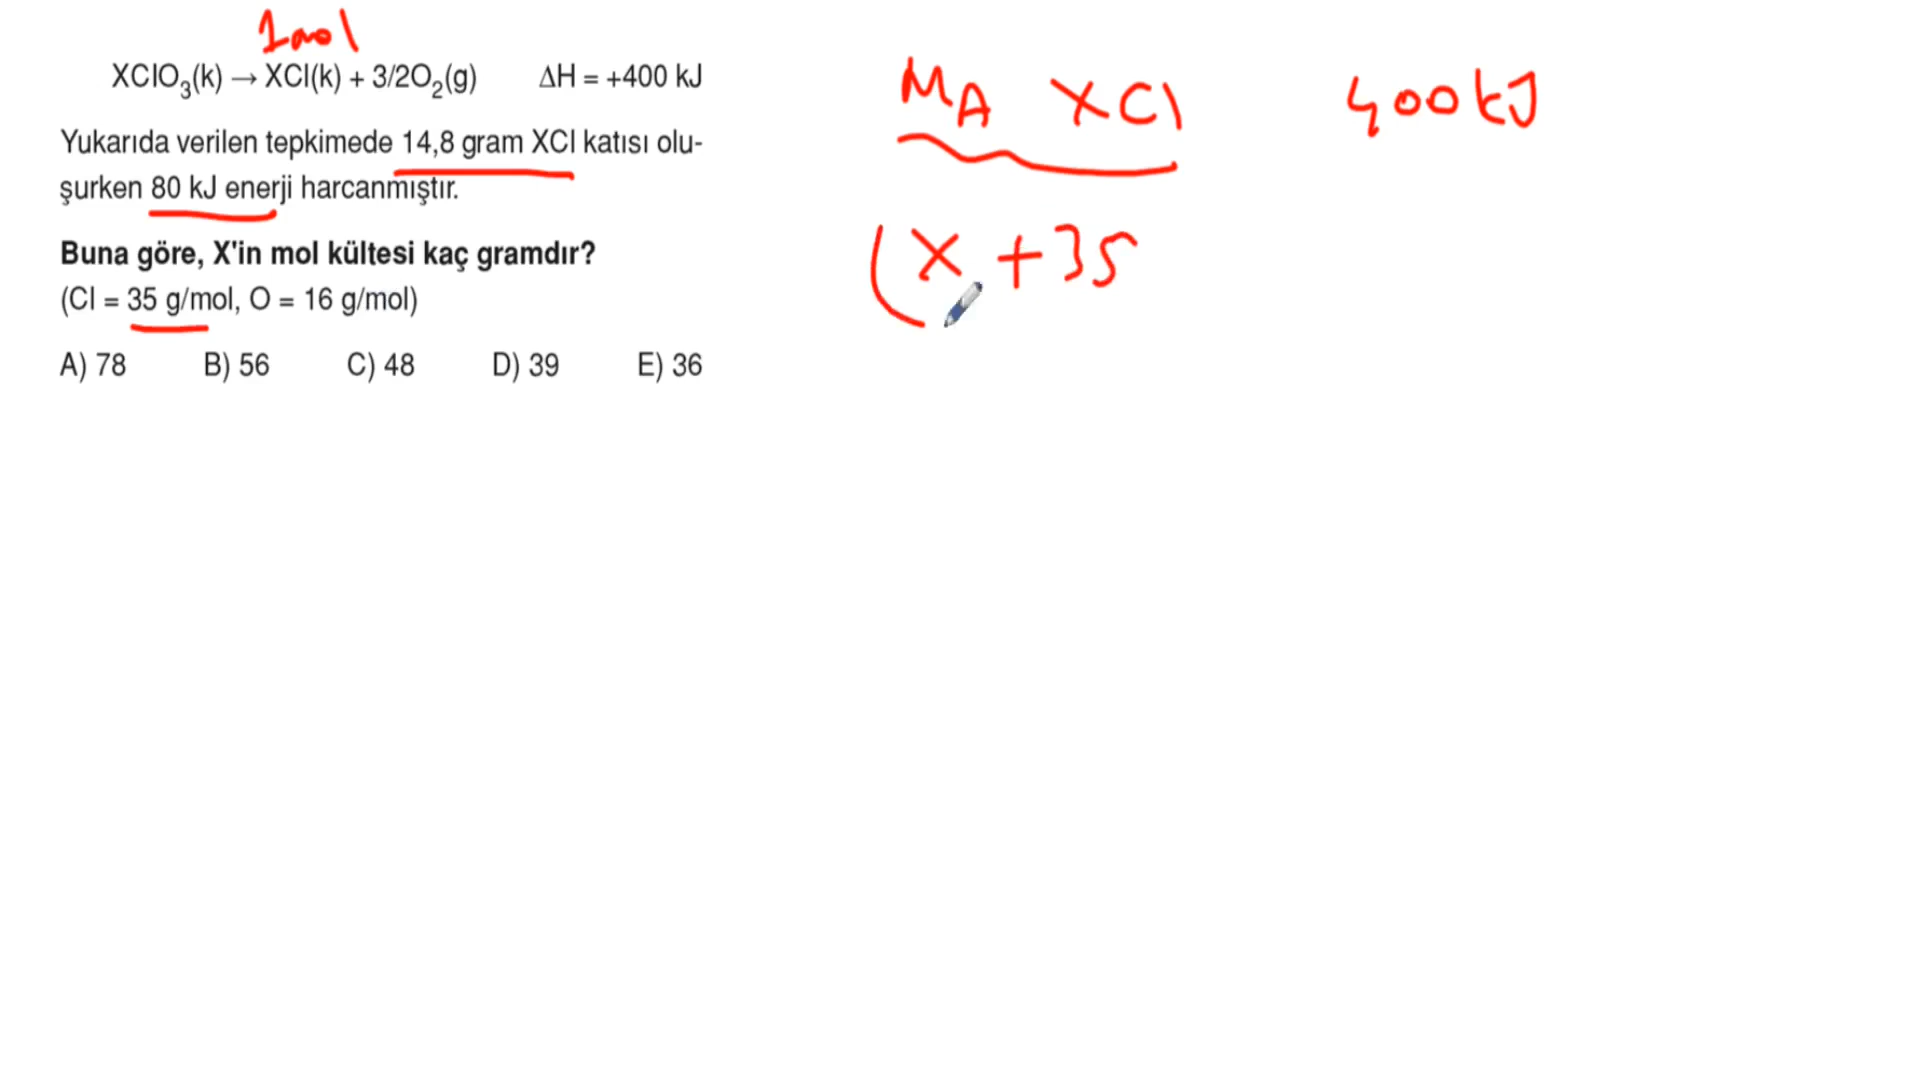 1mol
XClO₃(k) → XCl(k) + 3/2O₂(g) ΔH = +400 kJ
Yukarıda verilen tepkimede 14,8 gram XCl katısı olu-
şurken 80 kJ enerji harcanmıştır.
Buna göre, X'in mol kültesi kaç gramdır?
(Cl = 35 g/mol, O = 16 g/mol)
A) 78 B) 56 C) 48 D) 39 E) 36
MA XCl 400kJ
(X + 35